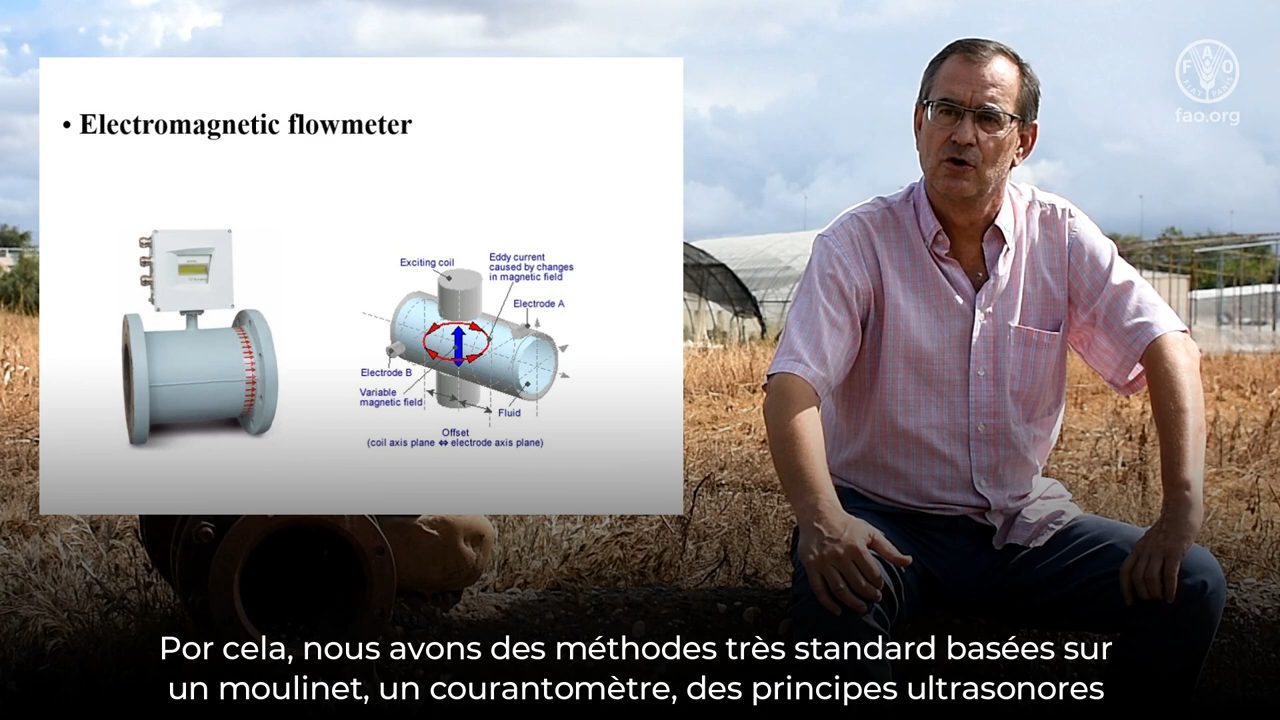 • Electromagnetic flowmeter
Exciting coil
Eddy current
caused by changes
in magnetic field
Electrode A
Electrode B
Variable
magnetic field
Fluid
Offset
(coil axis plane ⇔ electrode axis plane)
F A O
FIAT PANIS
fao.org
Por cela, nous avons des méthodes très standard basées sur
un moulinet, un courantomètre, des principes ultrasonores